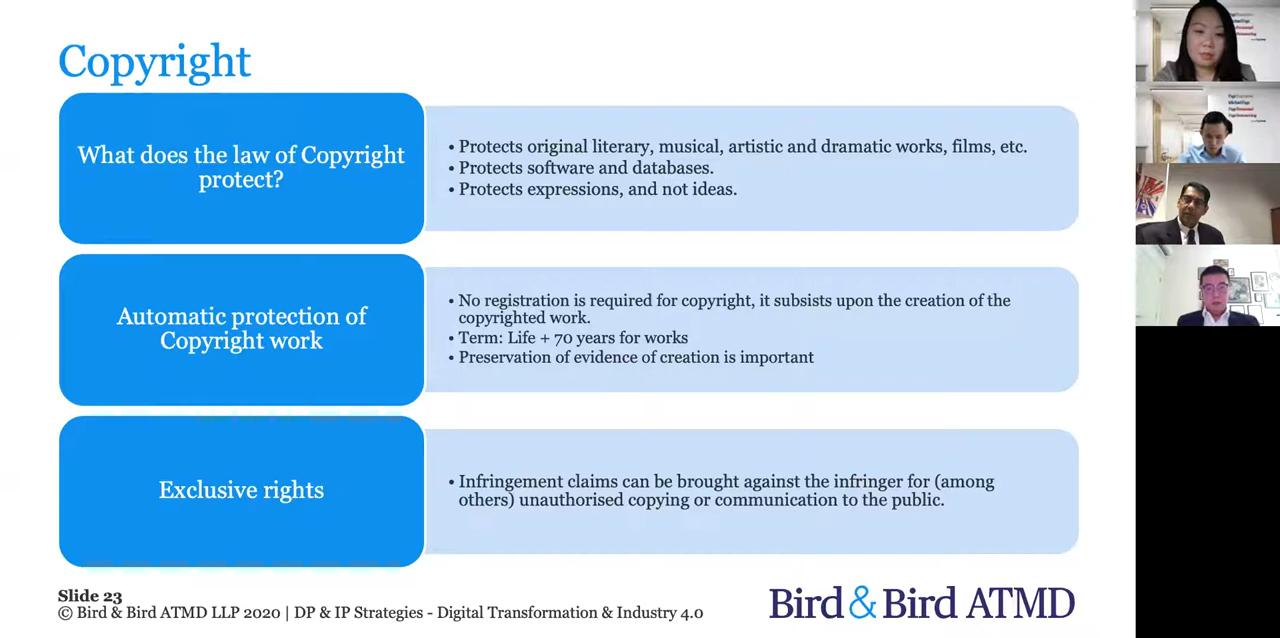 Copyright
What does the law of Copyright
protect?
• Protects original literary, musical, artistic and dramatic works, films, etc.
• Protects software and databases.
• Protects expressions, and not ideas.
Automatic protection of
Copyright work
• No registration is required for copyright, it subsists upon the creation of the
copyrighted work.
• Term: Life + 70 years for works
• Preservation of evidence of creation is important
Exclusive rights
• Infringement claims can be brought against the infringer for (among
others) unauthorised copying or communication to the public.
Slide 23
© Bird & Bird ATMD LLP 2020 | DP & IP Strategies - Digital Transformation & Industry 4.0
Bird & Bird ATMD